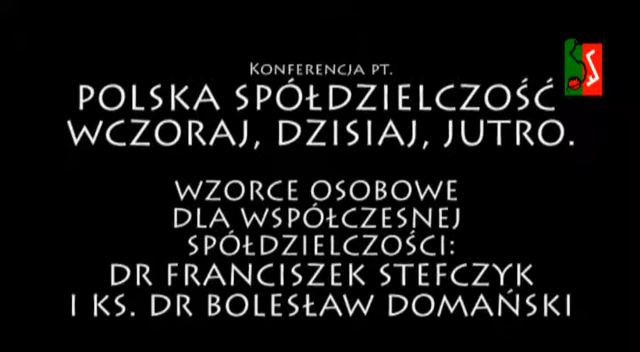 KONFERENCJA PT.
POLSKA SPÓŁDZIELCZOŚĆ
WCZORAJ, DZISIAJ, JUTRO.
WZORCE OSOBOWE
DLA WSPÓŁCZESNEJ
SPÓŁDZIELCZOŚCI:
DR FRANCISZEK STEFCZYK
I KS. DR BOLESŁAW DOMAŃSKI